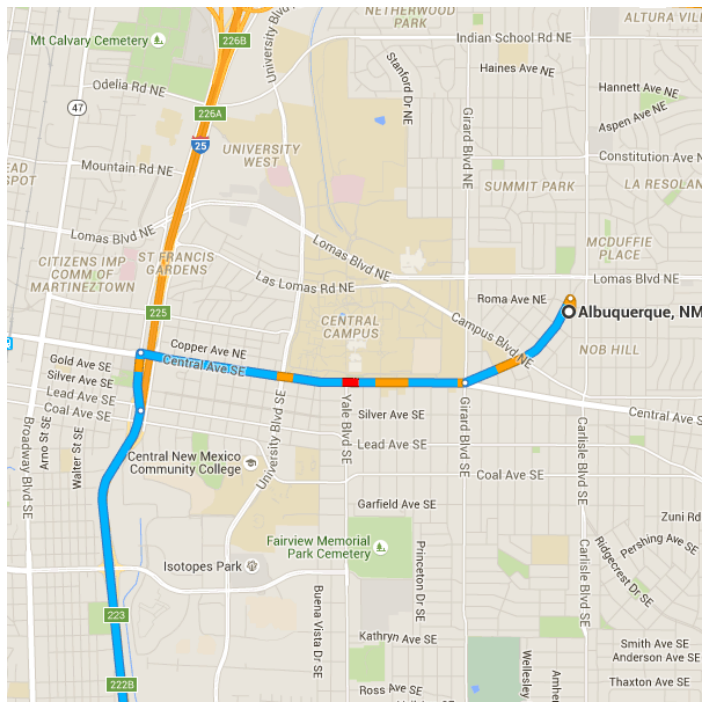 NETHERWOOD
PARK
ALTURA VILL
226B
Mt Calvary Cemetery
University Blvd NE
Indian School Rd NE
Haines Ave NE
Stanford Dr NE
Odelia Rd NE
Hannett Ave NE
47
226A
Girard Blvd NE
Aspen Ave NE
25
UNIVERSITY
WEST
Constitution Ave N
EAD
SPOT
Mountain Rd NE
SUMMIT PARK
LA RESOLAN
Lomas Blvd NE
Lomas Blvd NE
MCDUFFIE
PLACE
CITIZENS IMP
COMM OF
MARTINEZTOWN
ST FRANCIS
GARDENS
Las Lomas Rd NE
Lomas Blvd NE
Roma Ave NE
225
CENTRAL
CAMPUS
Campus Blvd NE
Albuquerque, NM
NOB HILL
Copper Ave NE
Central Ave SE
Gold Ave SE
Silver Ave SE
Lead Ave SE
Coal Ave SE
Silver Ave SE
Central Ave S
Broadway Blvd SE
Arno St SE
Walter St SE
University Blvd SE
Yale Blvd SE
Girard Blvd SE
Carlisle Blvd SE
Lead Ave SE
Central New Mexico
Community College
Coal Ave SE
Garfield Ave SE
Zuni Rd
Fairview Memorial
Park Cemetery
Princeton Dr SE
Carlisle Blvd SE
Pershing Ave SE
Ridgecrest Dr SE
Isotopes Park
Buena Vista Dr SE
223
Kathryn Ave SE
Smith Ave SE
Anderson Ave SE
Wellesley
Amhe
222B
Ross Ave SE
Thaxton Ave SE